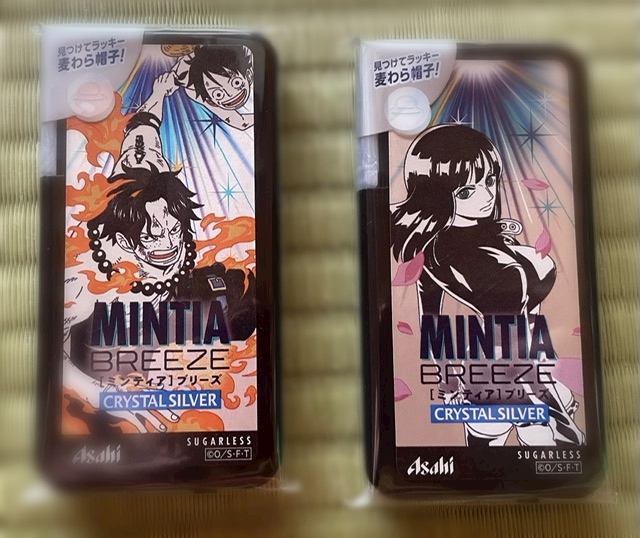 見つけてラッキー
麦わら帽子!
MINTIA
BREEZE
[ミンティア]ブリーズ
CRYSTAL SILVER
SUGARLESS
Asahi
©O/S・F・T
見つけてラッキー
麦わら帽子!
MINTIA
BREEZE
[ミンティア]ブリーズ
CRYSTAL SILVER
SUGARLESS
Asahi
©O/S・F・T